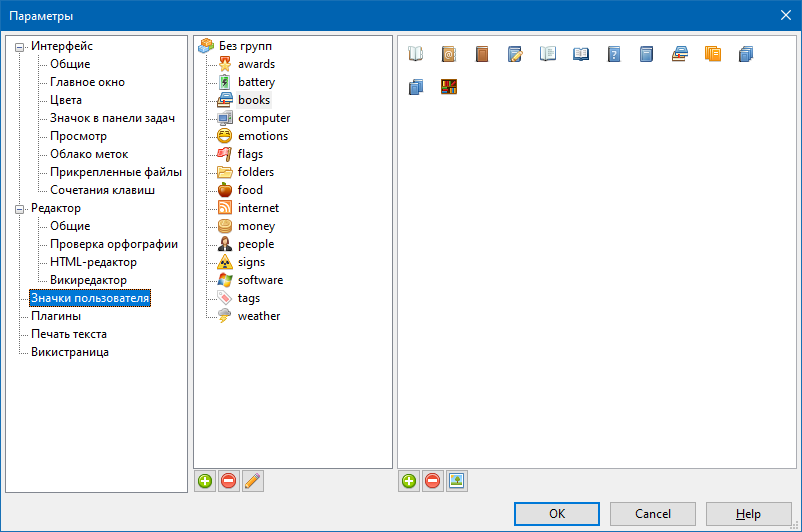 Параметры
Интерфейс
Общие
Главное окно
Цвета
Значок в панели задач
Просмотр
Облако меток
Прикрепленные файлы
Сочетания клавиш
Редактор
Общие
Проверка орфографии
HTML-редактор
Викиредактор
Значки пользователя
Плагины
Печать текста
Викистраница
Без групп
awards
battery
books
computer
emotions
flags
folders
food
internet
money
people
signs
software
tags
weather
OK
Cancel
Help